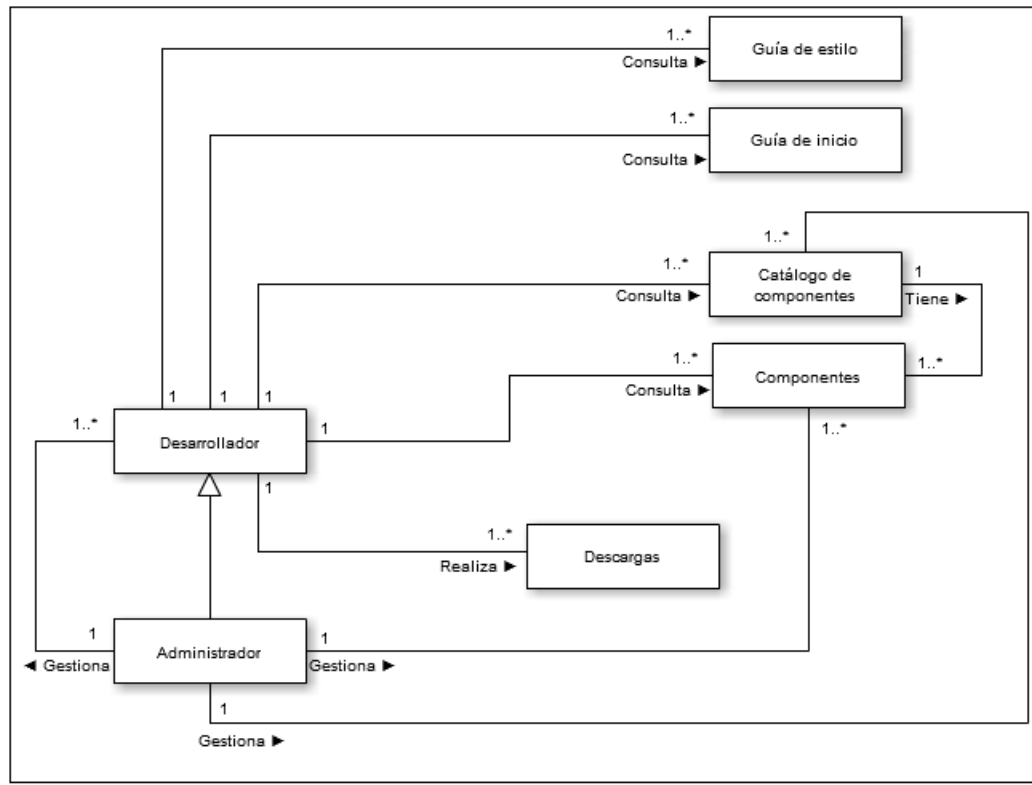 1..*
Guía de estilo
Consulta ►
1..*
Guía de inicio
Consulta ►
1..*
1..*
Catálogo de
componentes
1
Consulta ►
Tiene ►
1..*
Componentes
1..*
Consulta ►
1
1
1
1..*
Desarrollador
1
1..*
1
1..*
Descargas
Realiza ►
1
Administrador
1
◄ Gestiona
Gestiona ►
1
Gestiona ►